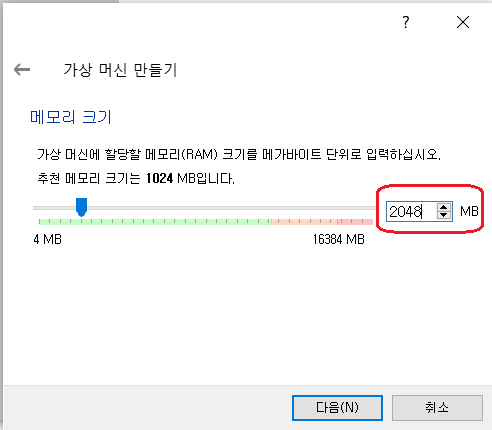 ?
가상 머신 만들기
메모리 크기
가상 머신에 할당할 메모리(RAM) 크기를 메가바이트 단위로 입력하십시오.
추천 메모리 크기는 1024 MB입니다.
2048 MB
4 MB 16384 MB
다음(N) 취소